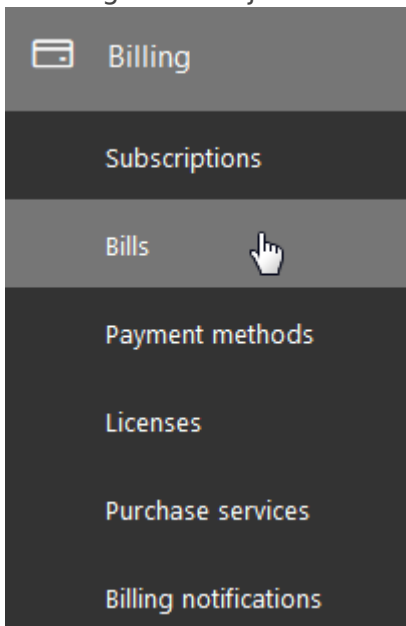 Billing
Subscriptions
Bills
Payment methods
Licenses
Purchase services
Billing notifications